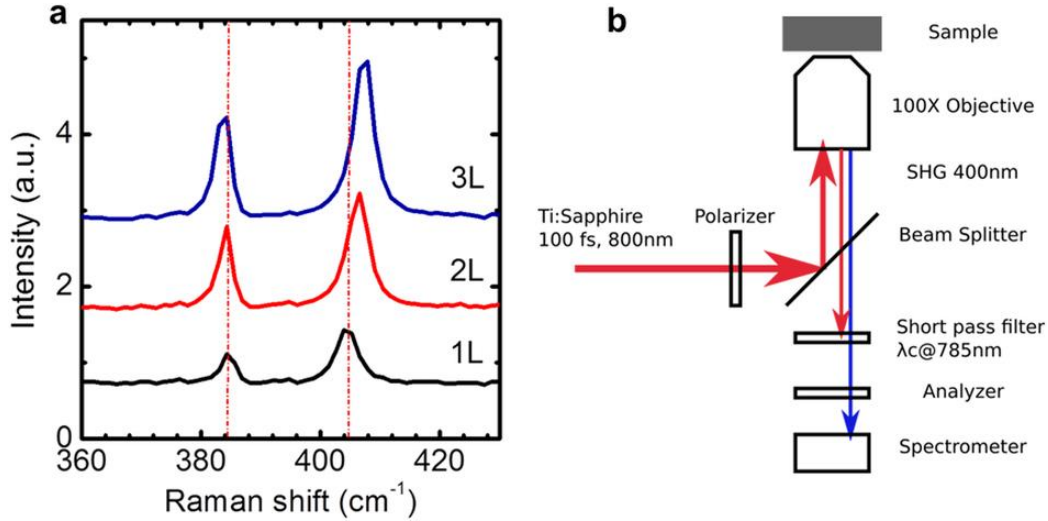 a
Intensity (a.u.)
4
2
0
3L
2L
1L
360
380
400
420
Raman shift (cm⁻¹)
b
Sample
100X Objective
SHG 400nm
Ti:Sapphire
100 fs, 800nm
Polarizer
Beam Splitter
Short pass filter
λc@785nm
Analyzer
Spectrometer